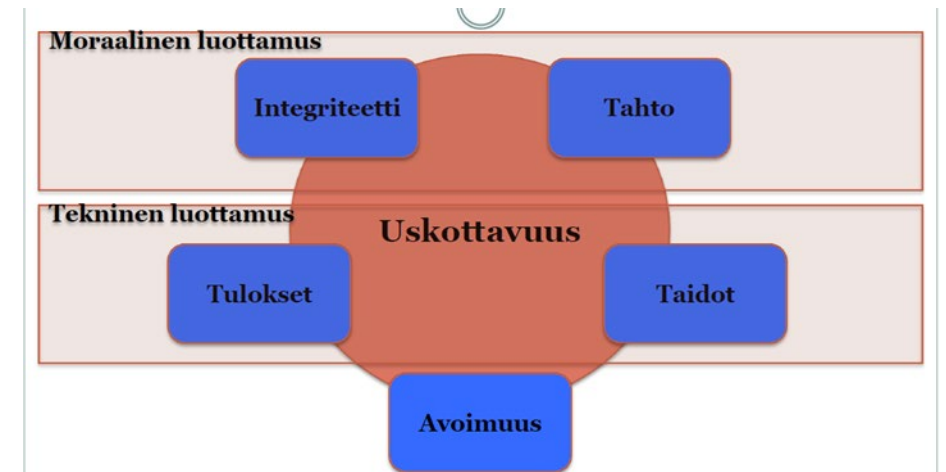 Moraalinen luottamus
Integriteetti
Tahto
Tekninen luottamus
Uskottavuus
Tulokset
Taidot
Avoimuus